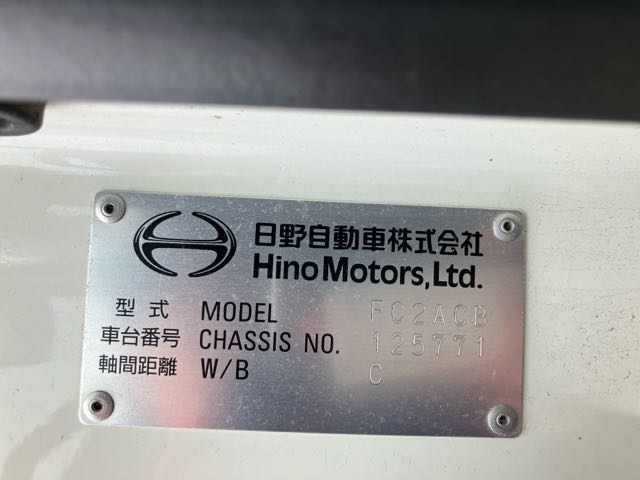 日野自動車株式会社
Hino Motors, Ltd.
型式 MODEL FC2ACB
車台番号 CHASSIS NO. 125771
軸間距離 W/B C